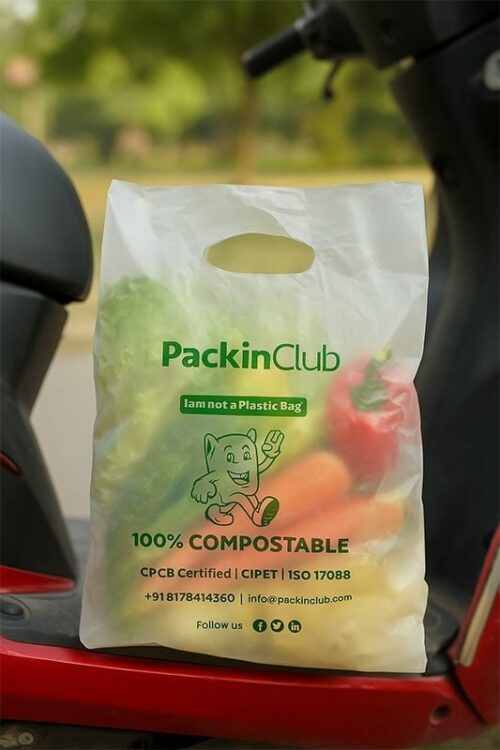 PackinClub
Iam not a Plastic Bag
100% COMPOSTABLE
CPCB Certified | CIPET | ISO 17088
+91 8178414360 | info@packinclub.com
Follow us